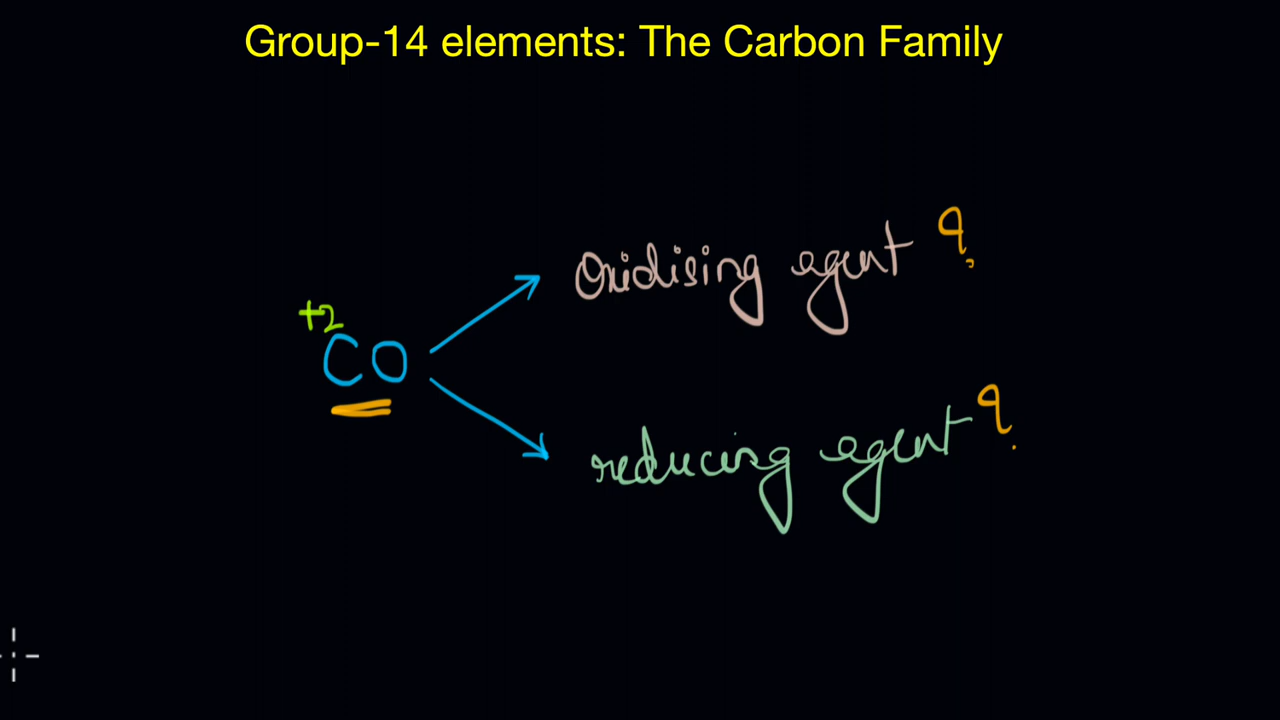 Group-14 elements: The Carbon Family
Oxidising agent ?
+2
CO
reducing agent ?